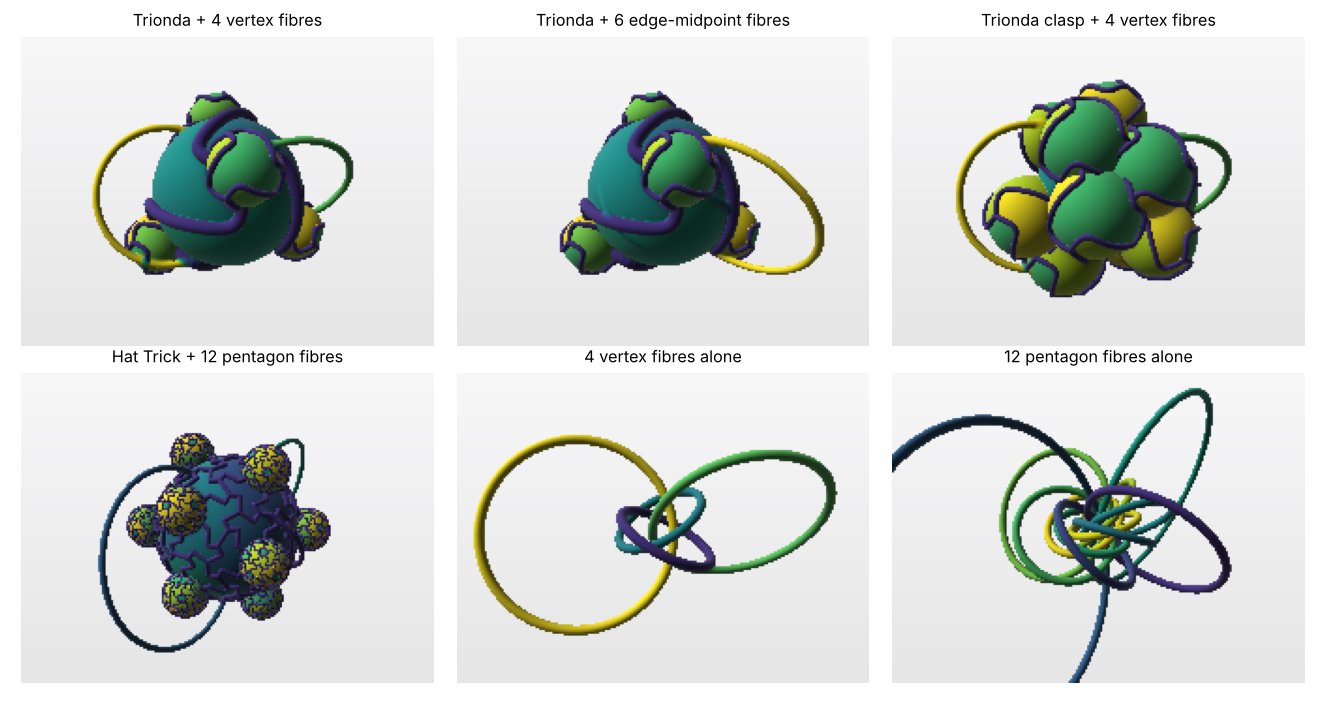 Trionda + 4 vertex fibres
Trionda + 6 edge-midpoint fibres
Trionda clasp + 4 vertex fibres
Hat Trick + 12 pentagon fibres
4 vertex fibres alone
12 pentagon fibres alone